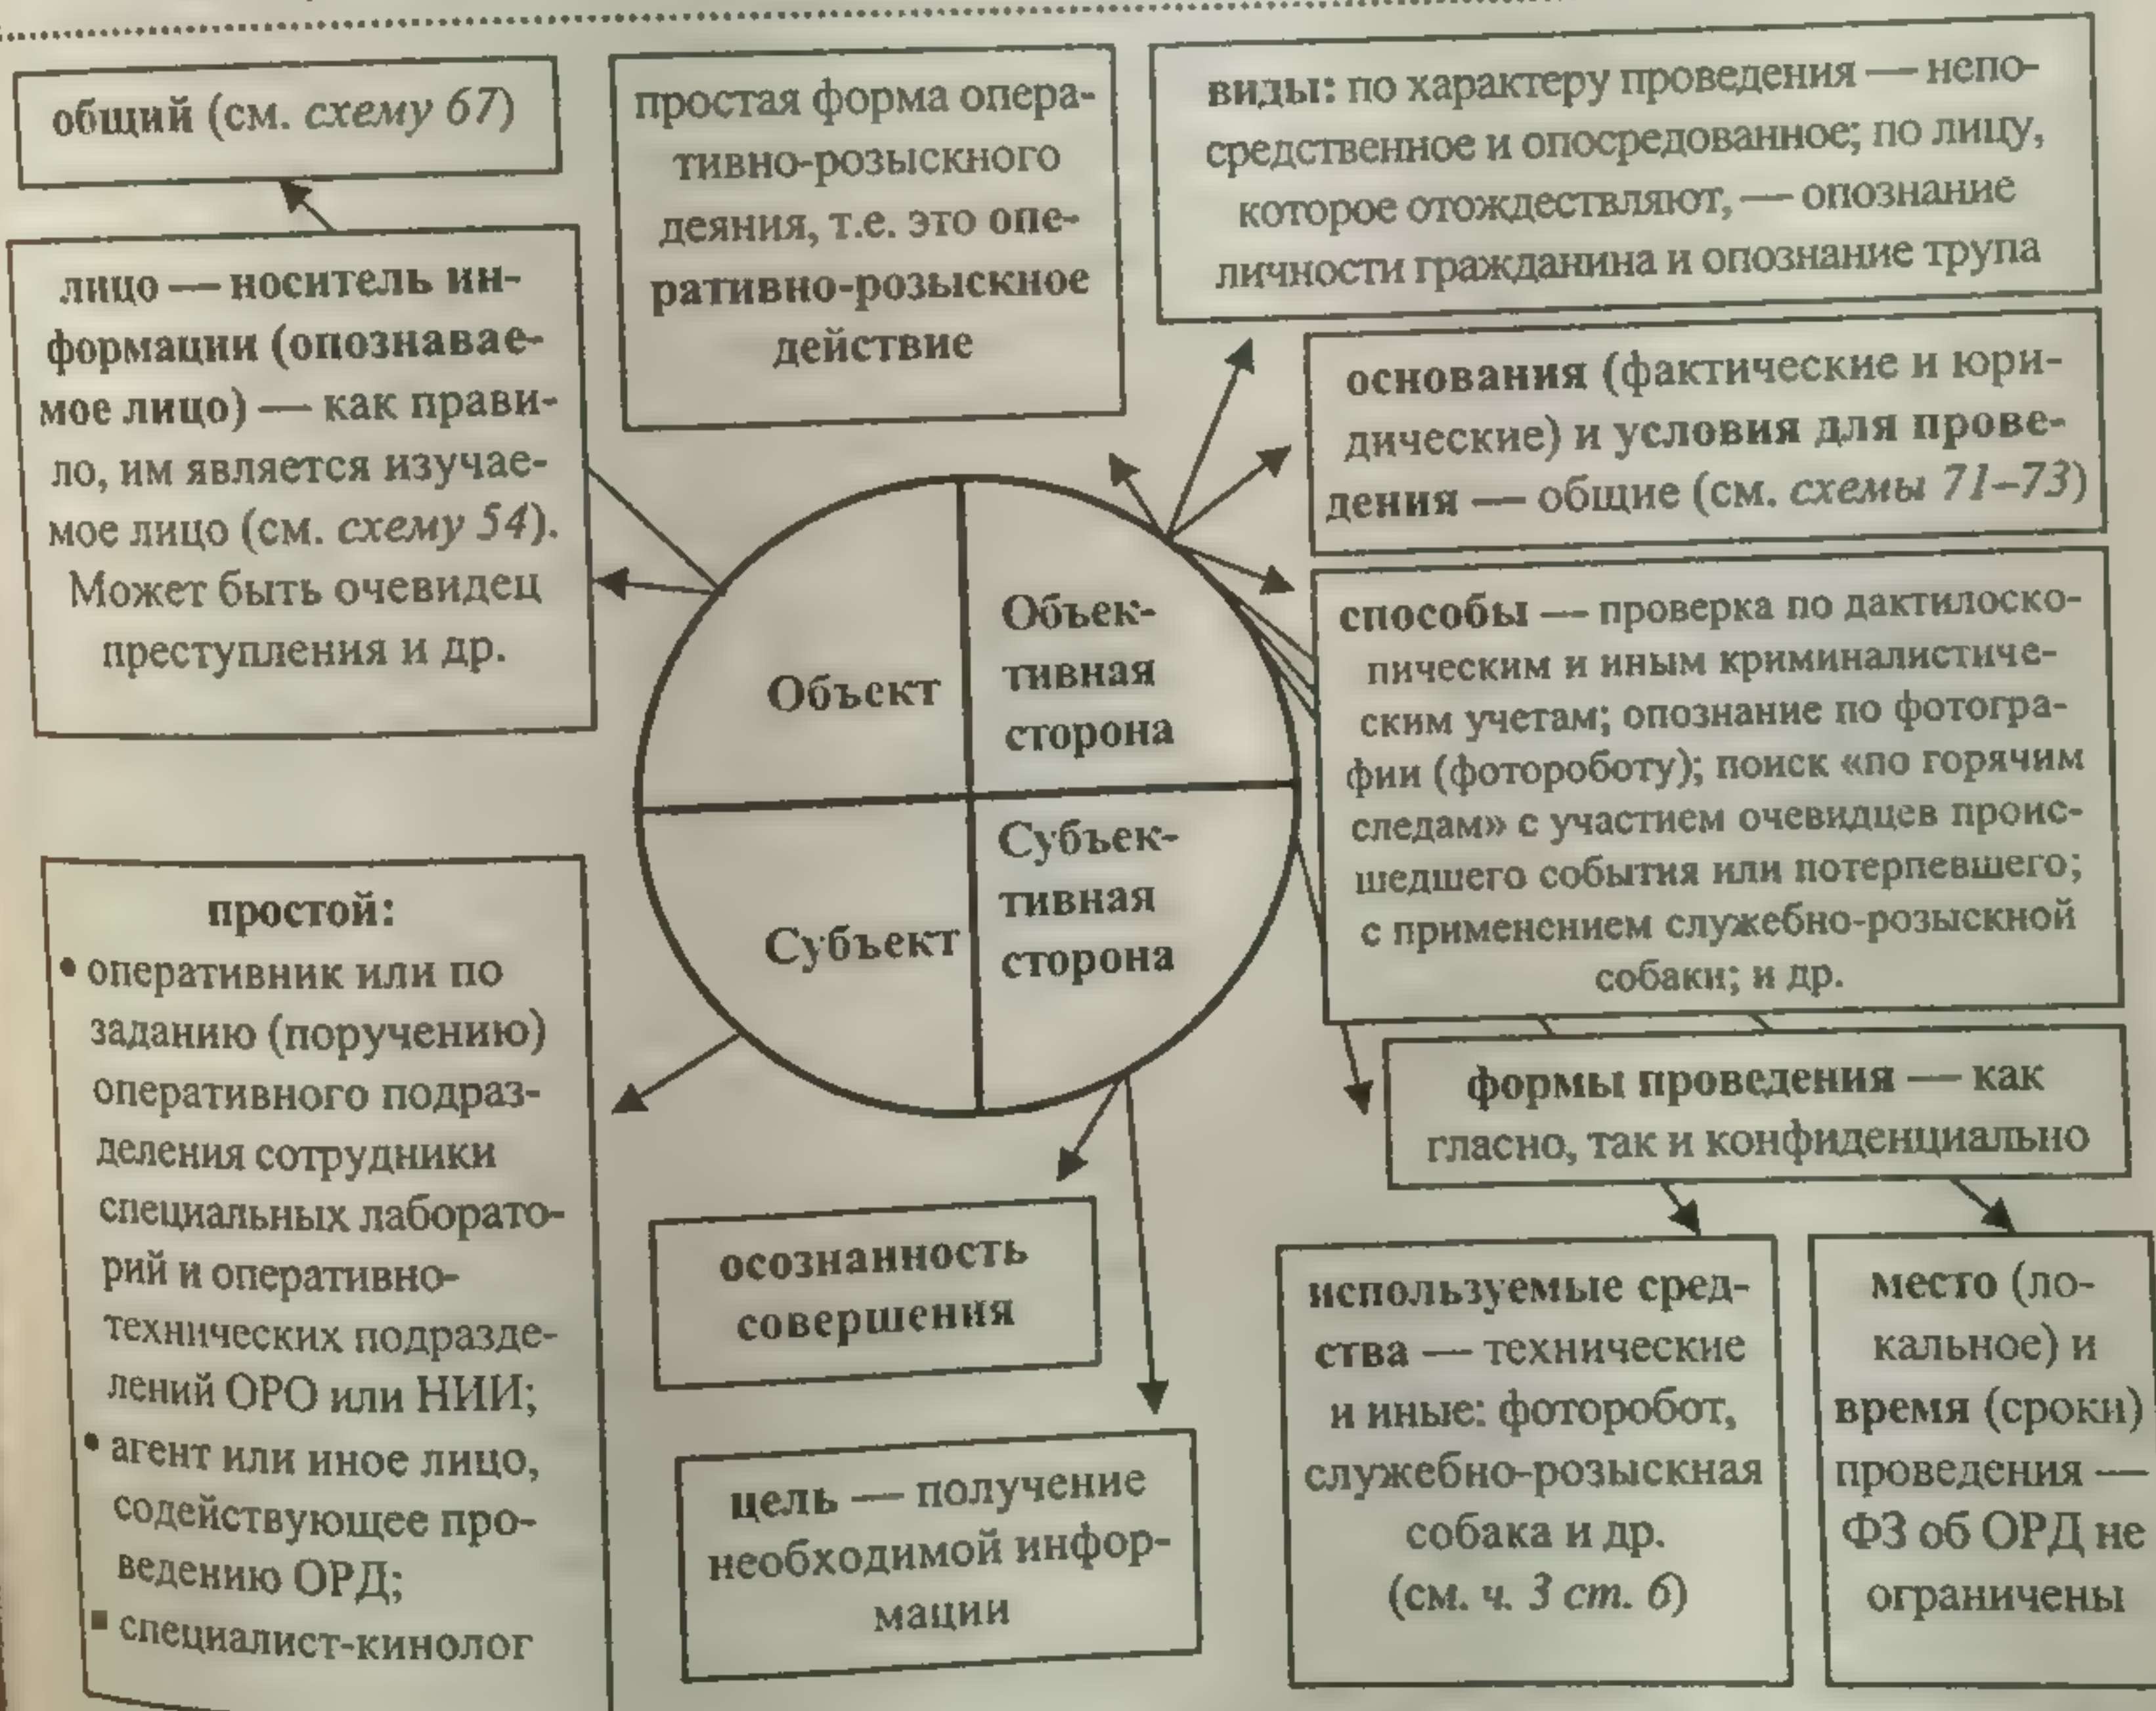 общий (см. схему 67)
лицо — носитель ин-
формации (опознавае-
мое лицо) — как прави-
ло, им является изучае-
мое лицо (см. схему 54).
Может быть очевидец
преступления и др.
простая форма опера-
тивно-розыскного
деяния, т.е. это опе-
ративно-розыскное
действие
виды: по характеру проведения — непо-
средственное и опосредованное; по лицу,
которое отождествляют, — опознание
личности гражданина и опознание трупа
основания (фактические и юри-
дические) и условия для прове-
дения — общие (см. схемы 71–73)
способы — проверка по дактилоско-
пическим и иным криминалистиче-
ским учетам; опознание по фотогра-
фии (фотороботу); поиск «по горячим
следам» с участием очевидцев проис-
шедшего события или потерпевшего;
с применением служебно-розыскной
собаки; и др.
Объект
Объек-
тивная
сторона
Субъект
Субъек-
тивная
сторона
простой:
• оперативник или по
заданию (поручению)
оперативного подраз-
деления сотрудники
специальных лаборато-
рий и оперативно-
технических подразде-
лений ОРО или НИИ;
• агент или иное лицо,
содействующее про-
ведению ОРД;
▪ специалист-кинолог
осознанность
совершения
цель — получение
необходимой инфор-
мации
формы проведения — как
гласно, так и конфиденциально
используемые сред-
ства — технические
и иные: фоторобот,
служебно-розыскная
собака и др.
(см. ч. 3 ст. 6)
место (ло-
кальное) и
время (сроки)
проведения —
ФЗ об ОРД не
ограничены